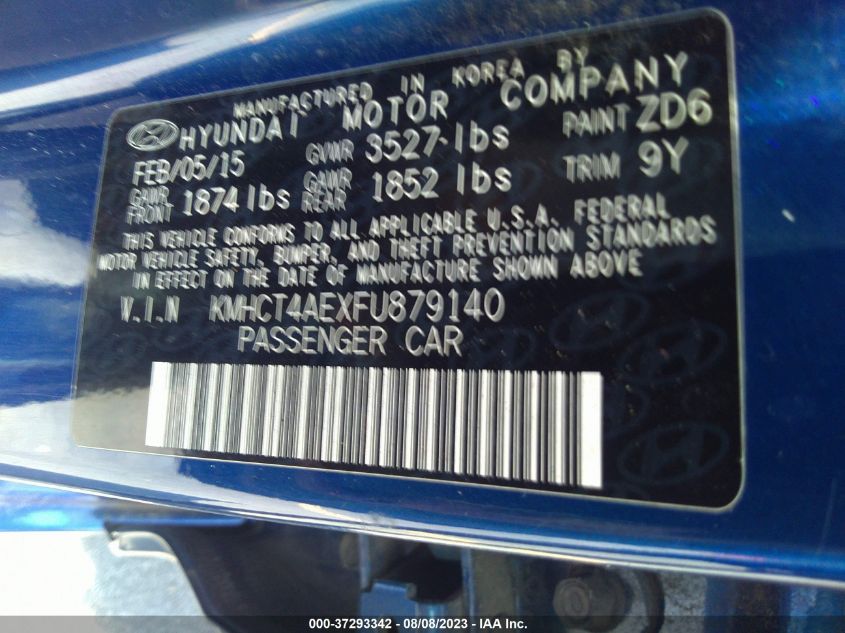 MANUFACTURED IN KOREA BY
HYUNDAI MOTOR COMPANY
FEB/05/15 GVWR 3527-lbs PAINT ZD6
GAWR FRONT 1874 lbs GAWR REAR 1852 lbs TRIM 9Y
THIS VEHICLE CONFORMS TO ALL APPLICABLE U.S.A. FEDERAL
MOTOR VEHICLE SAFETY, BUMPER, AND THEFT PREVENTION STANDARDS
IN EFFECT ON THE DATE OF MANUFACTURE SHOWN ABOVE
V.I.N KMHCT4AEXFU879140
PASSENGER CAR
000-37293342 - 08/08/2023 - IAA Inc.